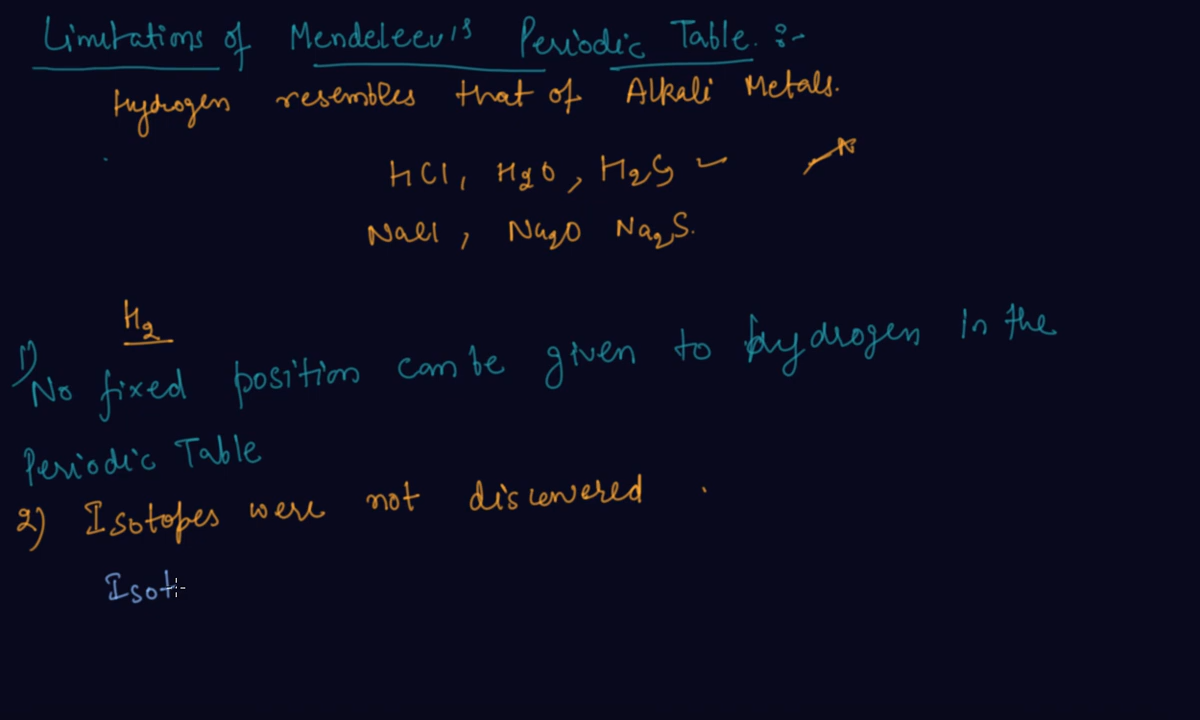 Limitations of Mendeleev's Periodic Table :-
Hydrogen resembles that of Alkali Metals.
HCl, H2O, H2S
NaCl, Na2O Na2S.
H2
1)
No fixed position can be given to hydrogen in the
Periodic Table
2) Isotopes were not discovered .
Isot